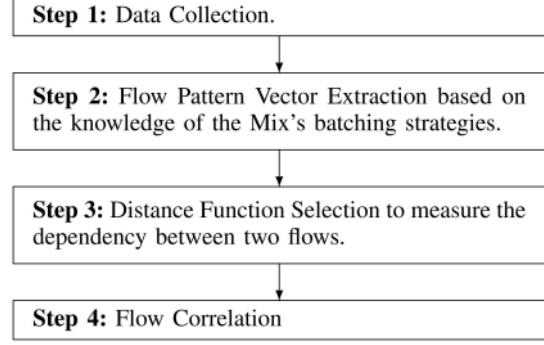 Step 1: Data Collection.
Step 2: Flow Pattern Vector Extraction based on
the knowledge of the Mix's batching strategies.
Step 3: Distance Function Selection to measure the
dependency between two flows.
Step 4: Flow Correlation